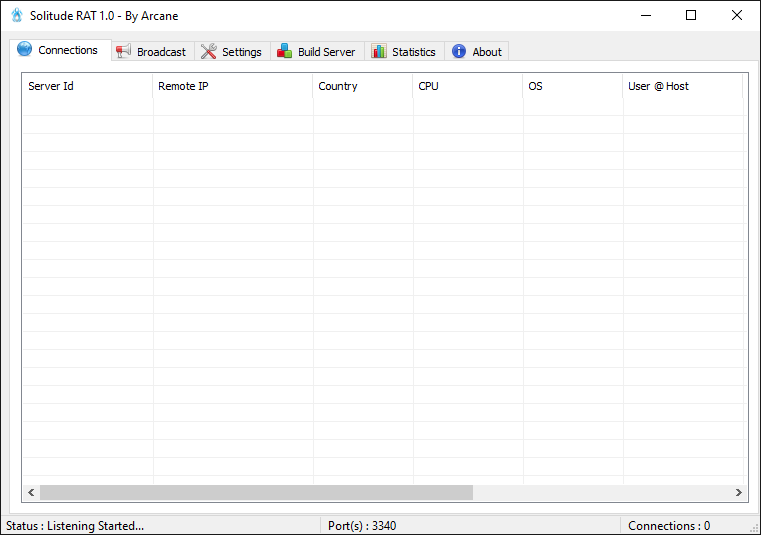 Solitude RAT 1.0 - By Arcane
Connections Broadcast Settings Build Server Statistics About
Server Id Remote IP Country CPU OS User @ Host
Status : Listening Started... Port(s) : 3340 Connections : 0